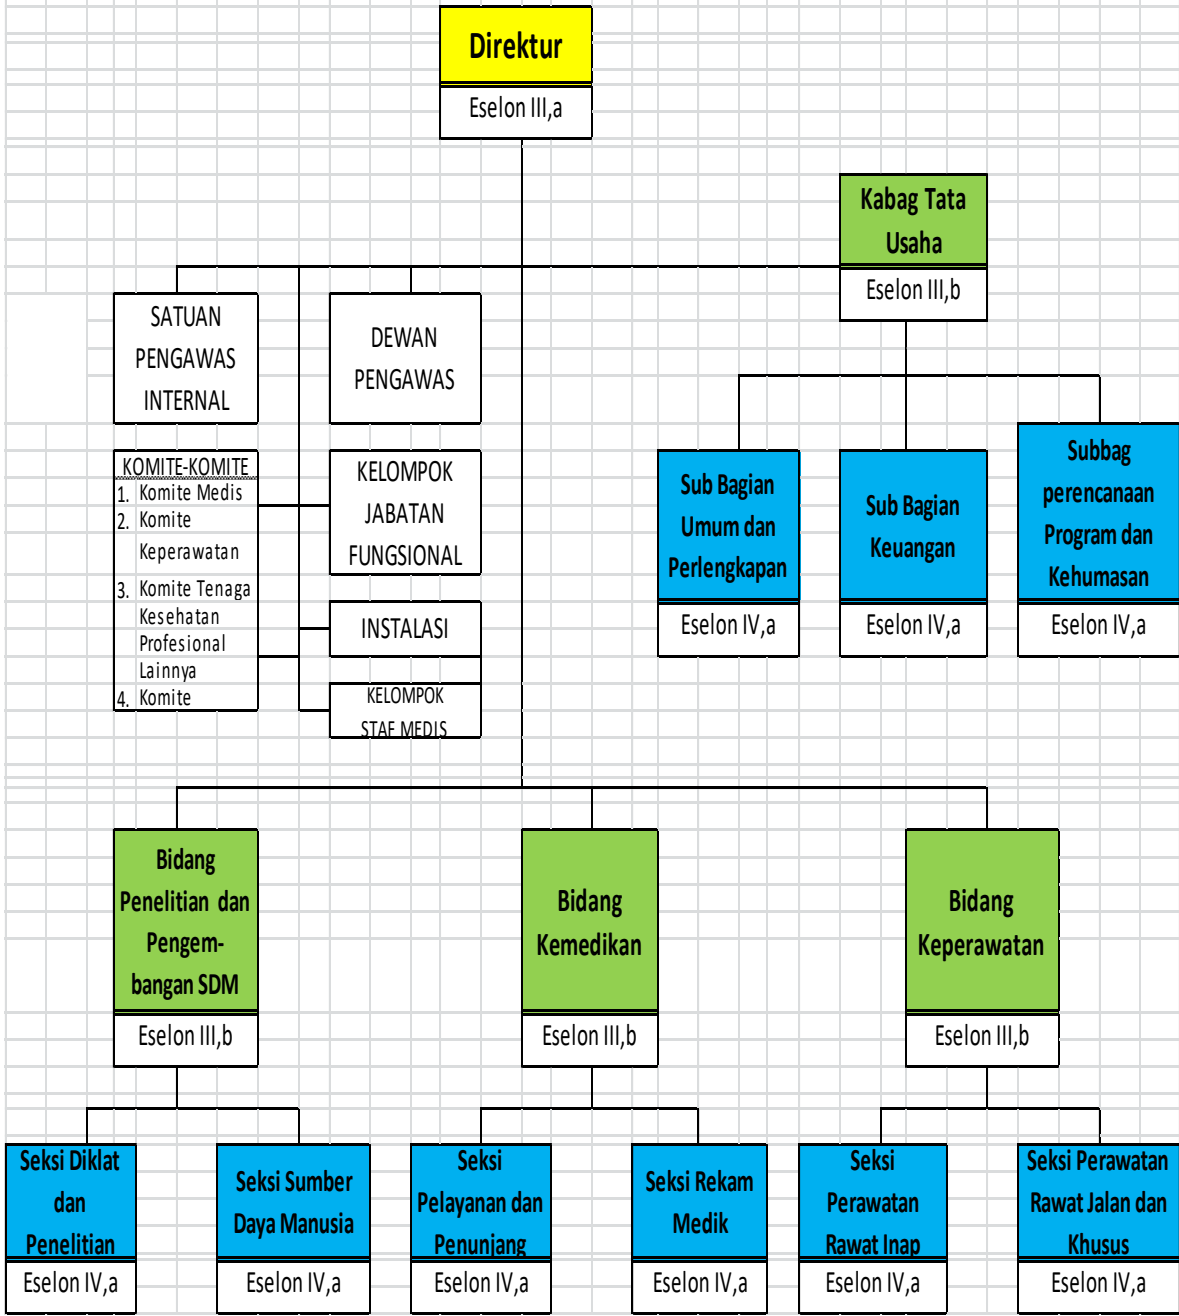 Direktur
Eselon III,a
Kabag Tata
Usaha
Eselon III,b
SATUAN
PENGAWAS
INTERNAL
DEWAN
PENGAWAS
KOMITE-KOMITE
1. Komite Medis
2. Komite
Keperawatan
3. Komite Tenaga
Kesehatan
Profesional
Lainnya
4. Komite
KELOMPOK
JABATAN
FUNGSIONAL
INSTALASI
KELOMPOK
STAF MEDIS
Sub Bagian
Umum dan
Perlengkapan
Eselon IV,a
Sub Bagian
Keuangan
Eselon IV,a
Subbag
perencanaan
Program dan
Kehumasan
Eselon IV,a
Bidang
Penelitian dan
Pengem-
bangan SDM
Eselon III,b
Bidang
Kemedikan
Eselon III,b
Bidang
Keperawatan
Eselon III,b
Seksi Diklat
dan
Penelitian
Eselon IV,a
Seksi Sumber
Daya Manusia
Eselon IV,a
Seksi
Pelayanan dan
Penunjang
Eselon IV,a
Seksi Rekam
Medik
Eselon IV,a
Seksi
Perawatan
Rawat Inap
Eselon IV,a
Seksi Perawatan
Rawat Jalan dan
Khusus
Eselon IV,a